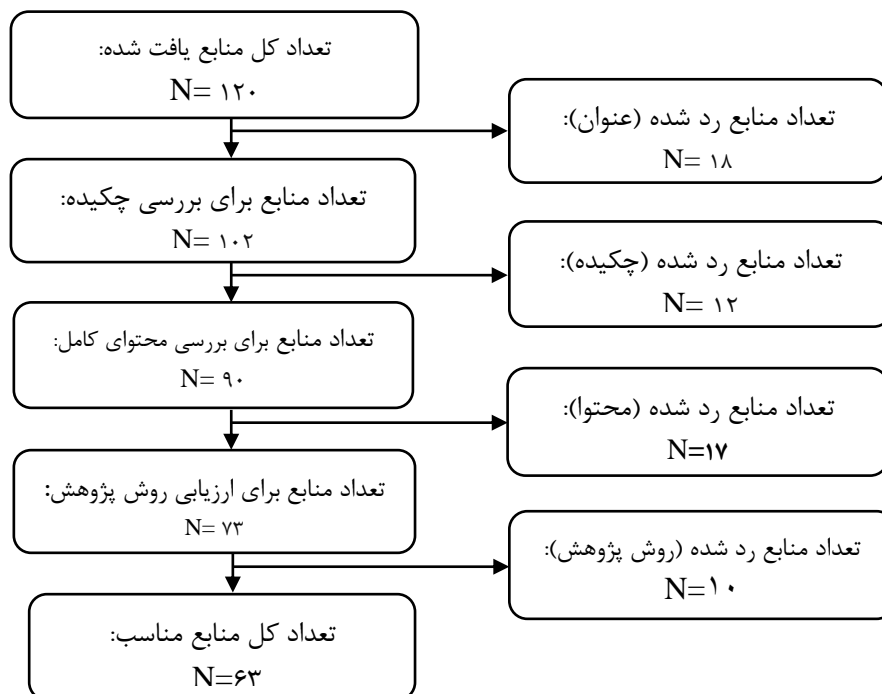 تعداد کل منابع یافت شده:
N= ۱۲۰
تعداد منابع رد شده (عنوان):
N= ۱۸
تعداد منابع برای بررسی چکیده:
N= ۱۰۲
تعداد منابع رد شده (چکیده):
N= ۱۲
تعداد منابع برای بررسی محتوای کامل:
N= ۹۰
تعداد منابع رد شده (محتوا):
N=۱۷
تعداد منابع برای ارزیابی روش پژوهش:
N= ۷۳
تعداد منابع رد شده (روش پژوهش):
N=۱۰
تعداد کل منابع مناسب:
N=۶۳